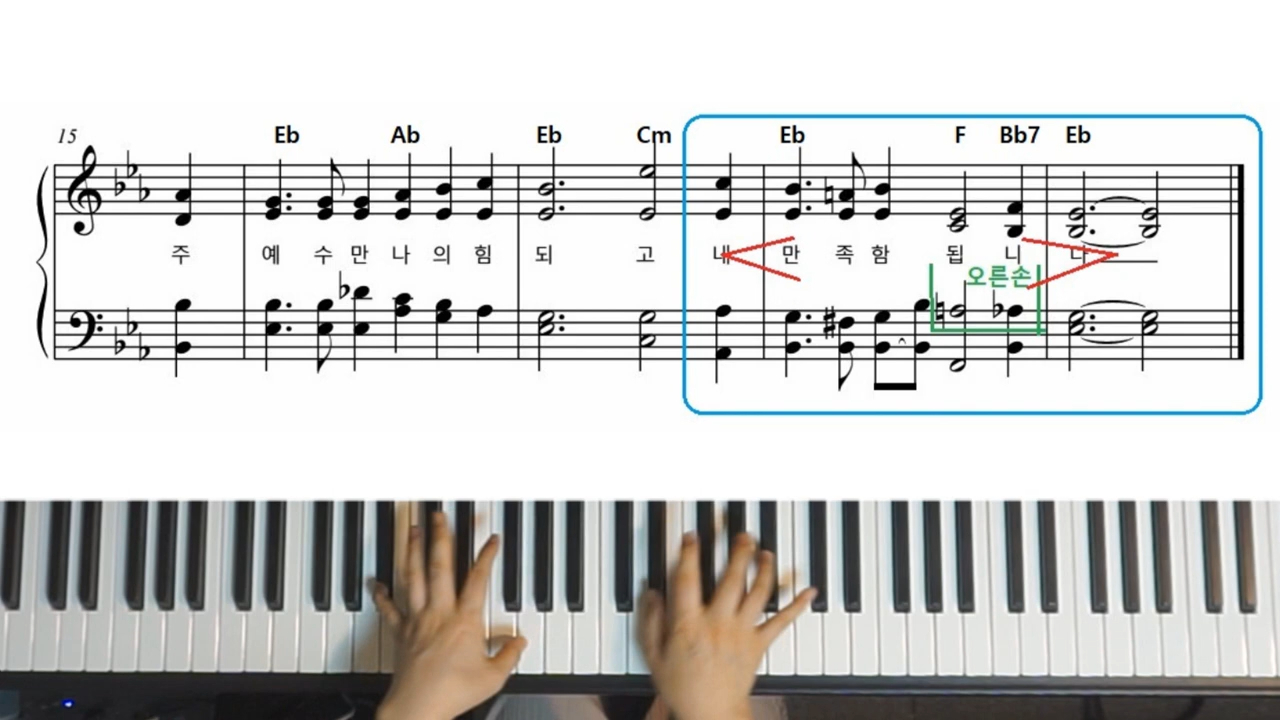 15 Eb Ab Eb Cm Eb F Bb7 Eb
주 예 수 만 나 의 힘 되 고 내 만 족 함 됩 니 다
오른손